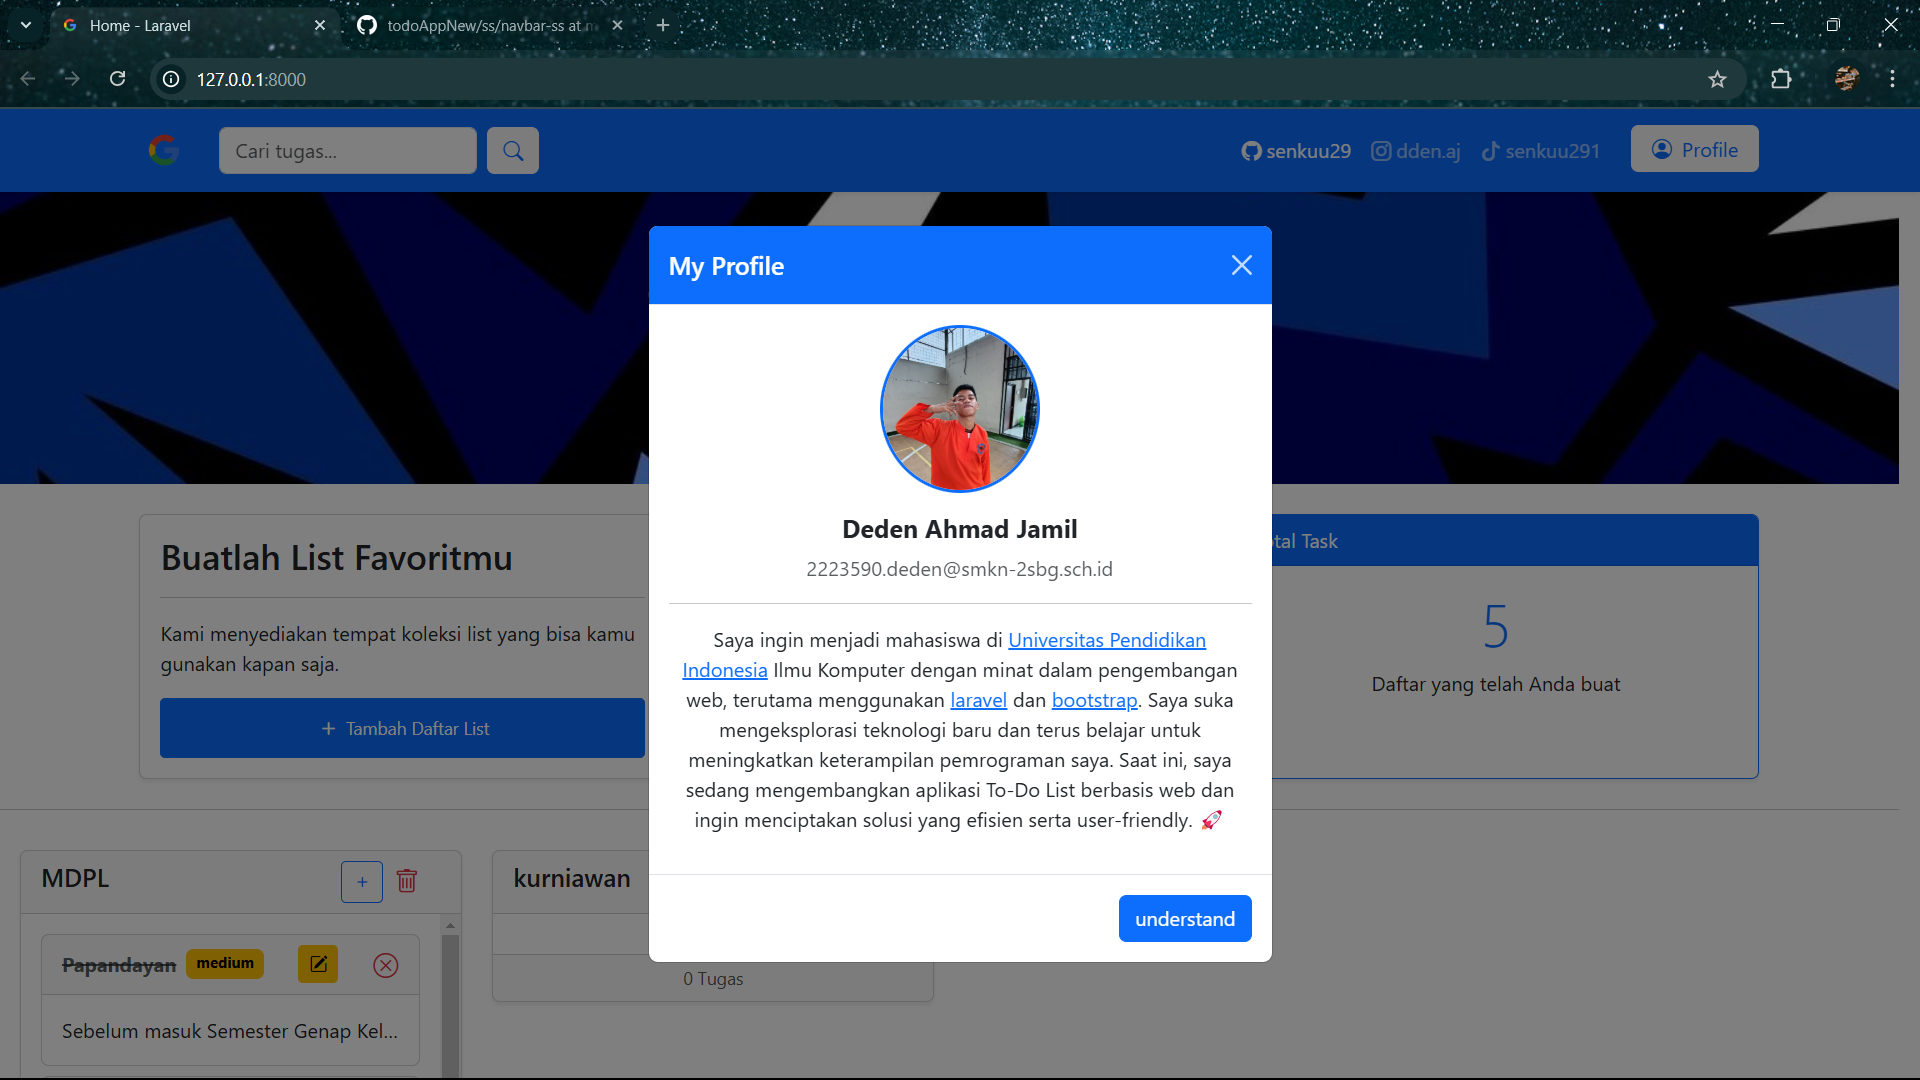 Home - Laravel
todoAppNew/ss/navbar-ss at m
127.0.0.1:8000
Cari tugas...
senkuu29
dden.aj
senkuu291
Profile
My Profile
Deden Ahmad Jamil
2223590.deden@smkn-2sbg.sch.id
Saya ingin menjadi mahasiswa di Universitas Pendidikan
Indonesia Ilmu Komputer dengan minat dalam pengembangan
web, terutama menggunakan laravel dan bootstrap. Saya suka
mengeksplorasi teknologi baru dan terus belajar untuk
meningkatkan keterampilan pemrograman saya. Saat ini, saya
sedang mengembangkan aplikasi To-Do List berbasis web dan
ingin menciptakan solusi yang efisien serta user-friendly. 🚀
understand
Buatlah List Favoritmu
Kami menyediakan tempat koleksi list yang bisa kamu
gunakan kapan saja.
+ Tambah Daftar List
tal Task
5
Daftar yang telah Anda buat
MDPL
+
Papandayan
medium
Sebelum masuk Semester Genap Kel...
kurniawan
0 Tugas